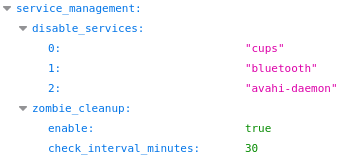 service_management:
disable_services:
0: "cups"
1: "bluetooth"
2: "avahi-daemon"
zombie_cleanup:
enable: true
check_interval_minutes: 30